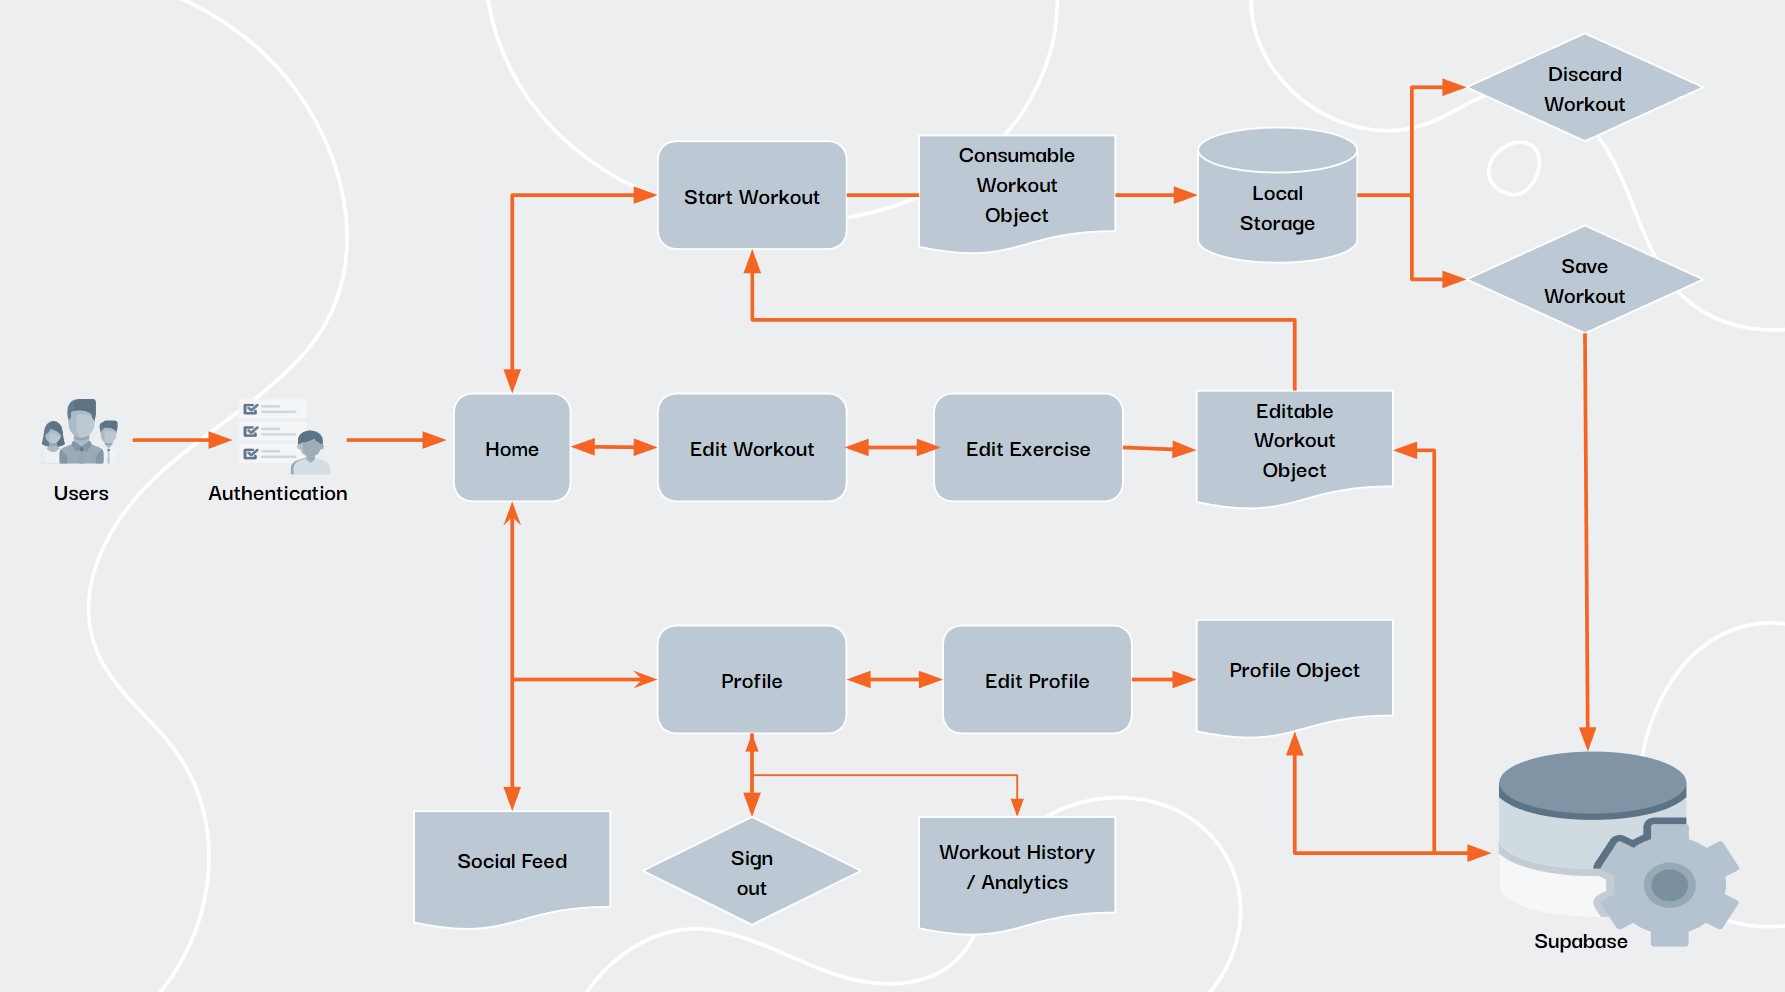 Discard
Workout
Consumable
Workout
Object
Start Workout
Local
Storage
Save
Workout
Users
Authentication
Home
Edit Workout
Edit Exercise
Editable
Workout
Object
Profile
Edit Profile
Profile Object
Social Feed
Sign
out
Workout History
/ Analytics
Supabase